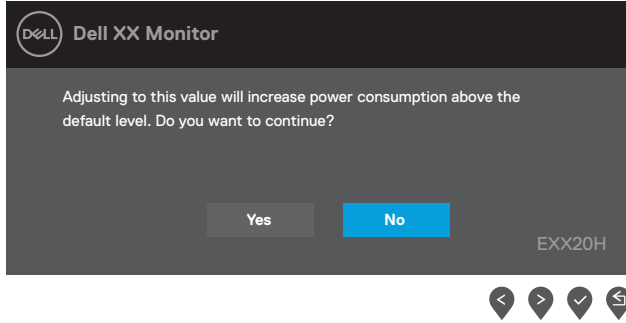 DELL Dell XX Monitor
Adjusting to this value will increase power consumption above the
default level. Do you want to continue?
Yes No
EXX20H